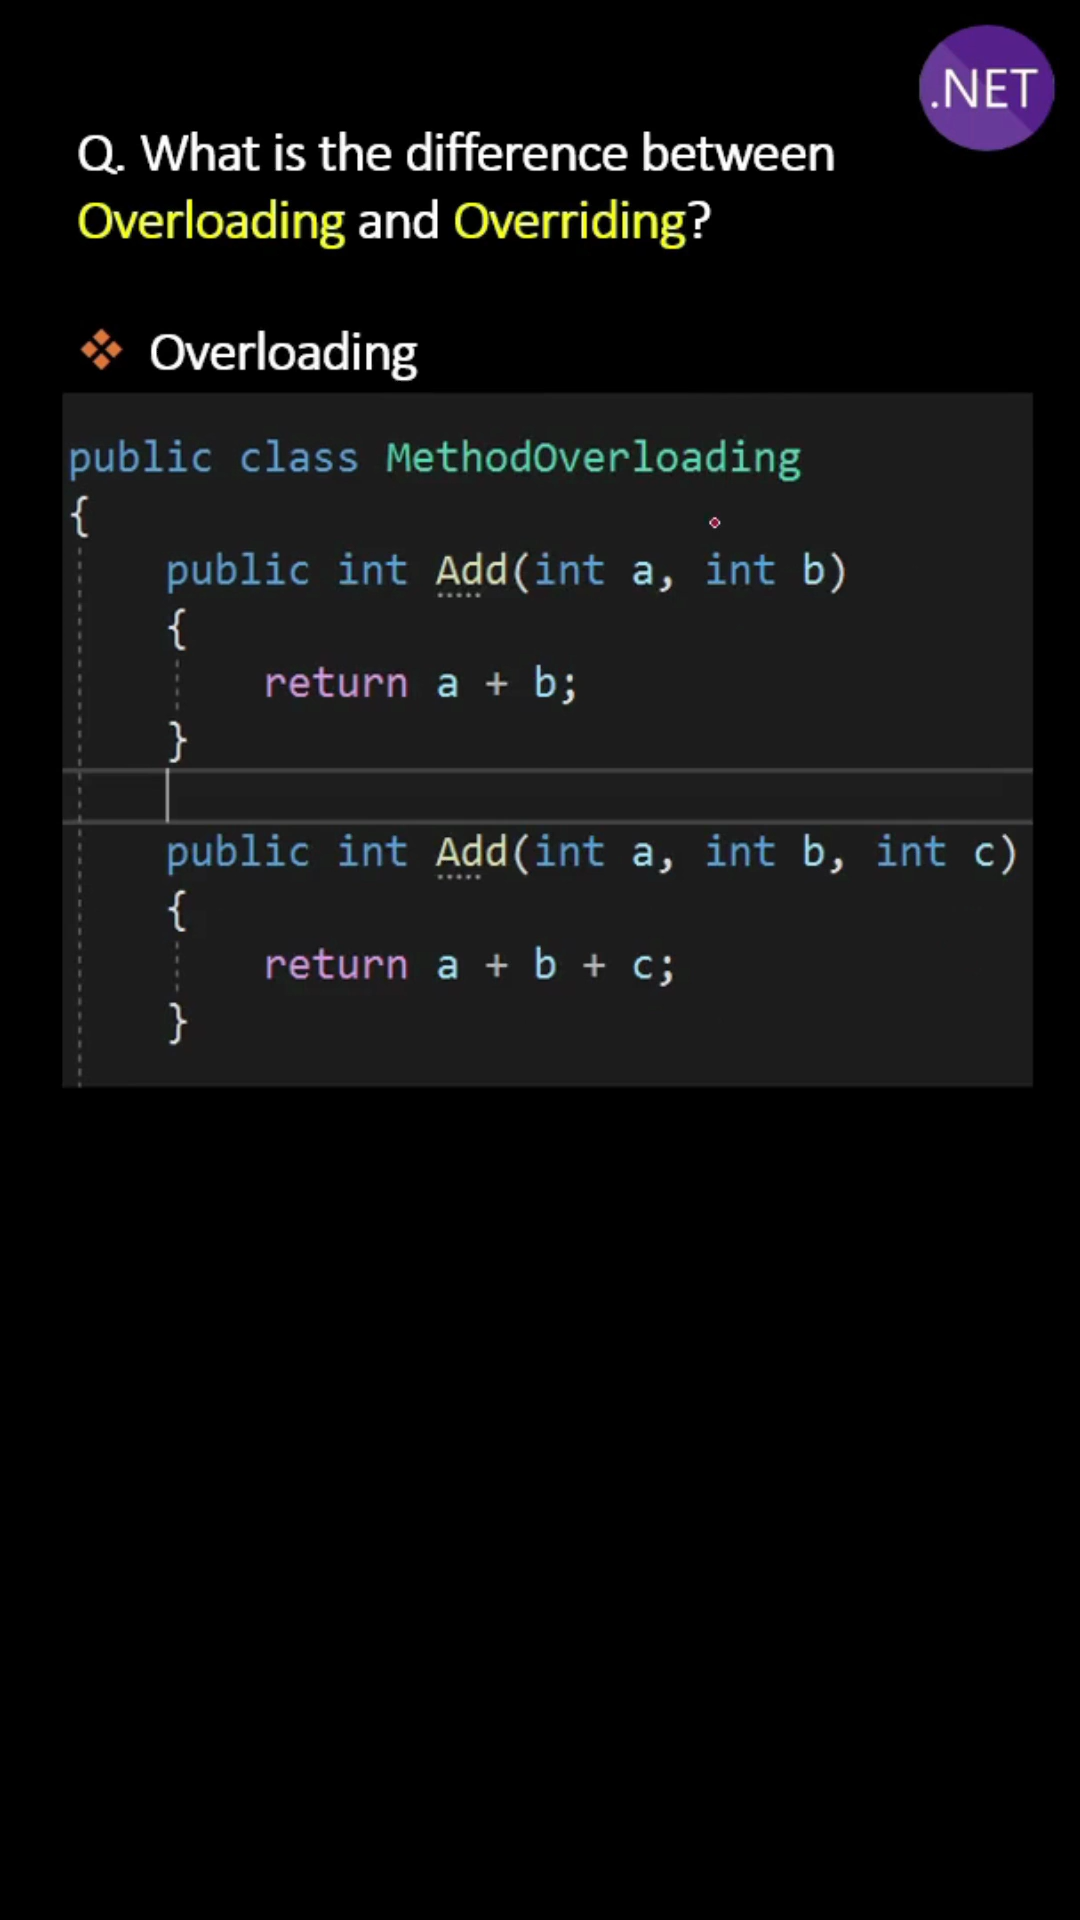 .NET
Q. What is the difference between
Overloading and Overriding?
❖ Overloading
public class MethodOverloading
{
    public int Add(int a, int b)
    {
        return a + b;
    }

    public int Add(int a, int b, int c)
    {
        return a + b + c;
    }